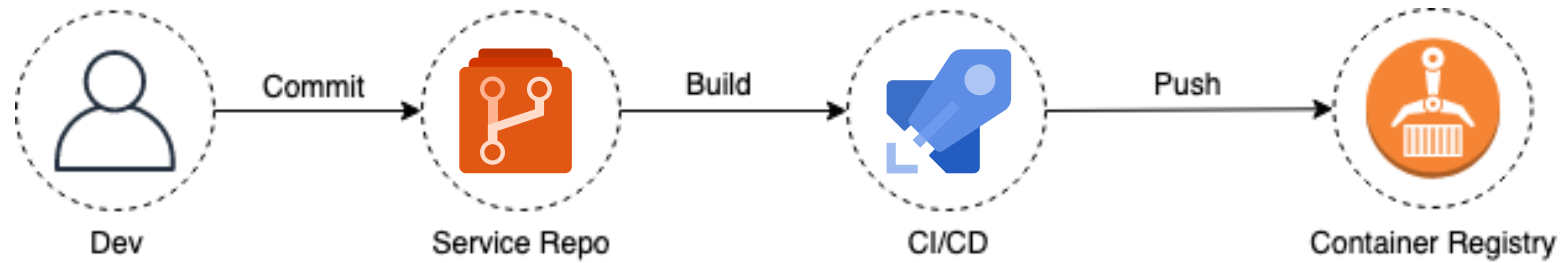 Commit
Build
Push
Dev
Service Repo
CI/CD
Container Registry